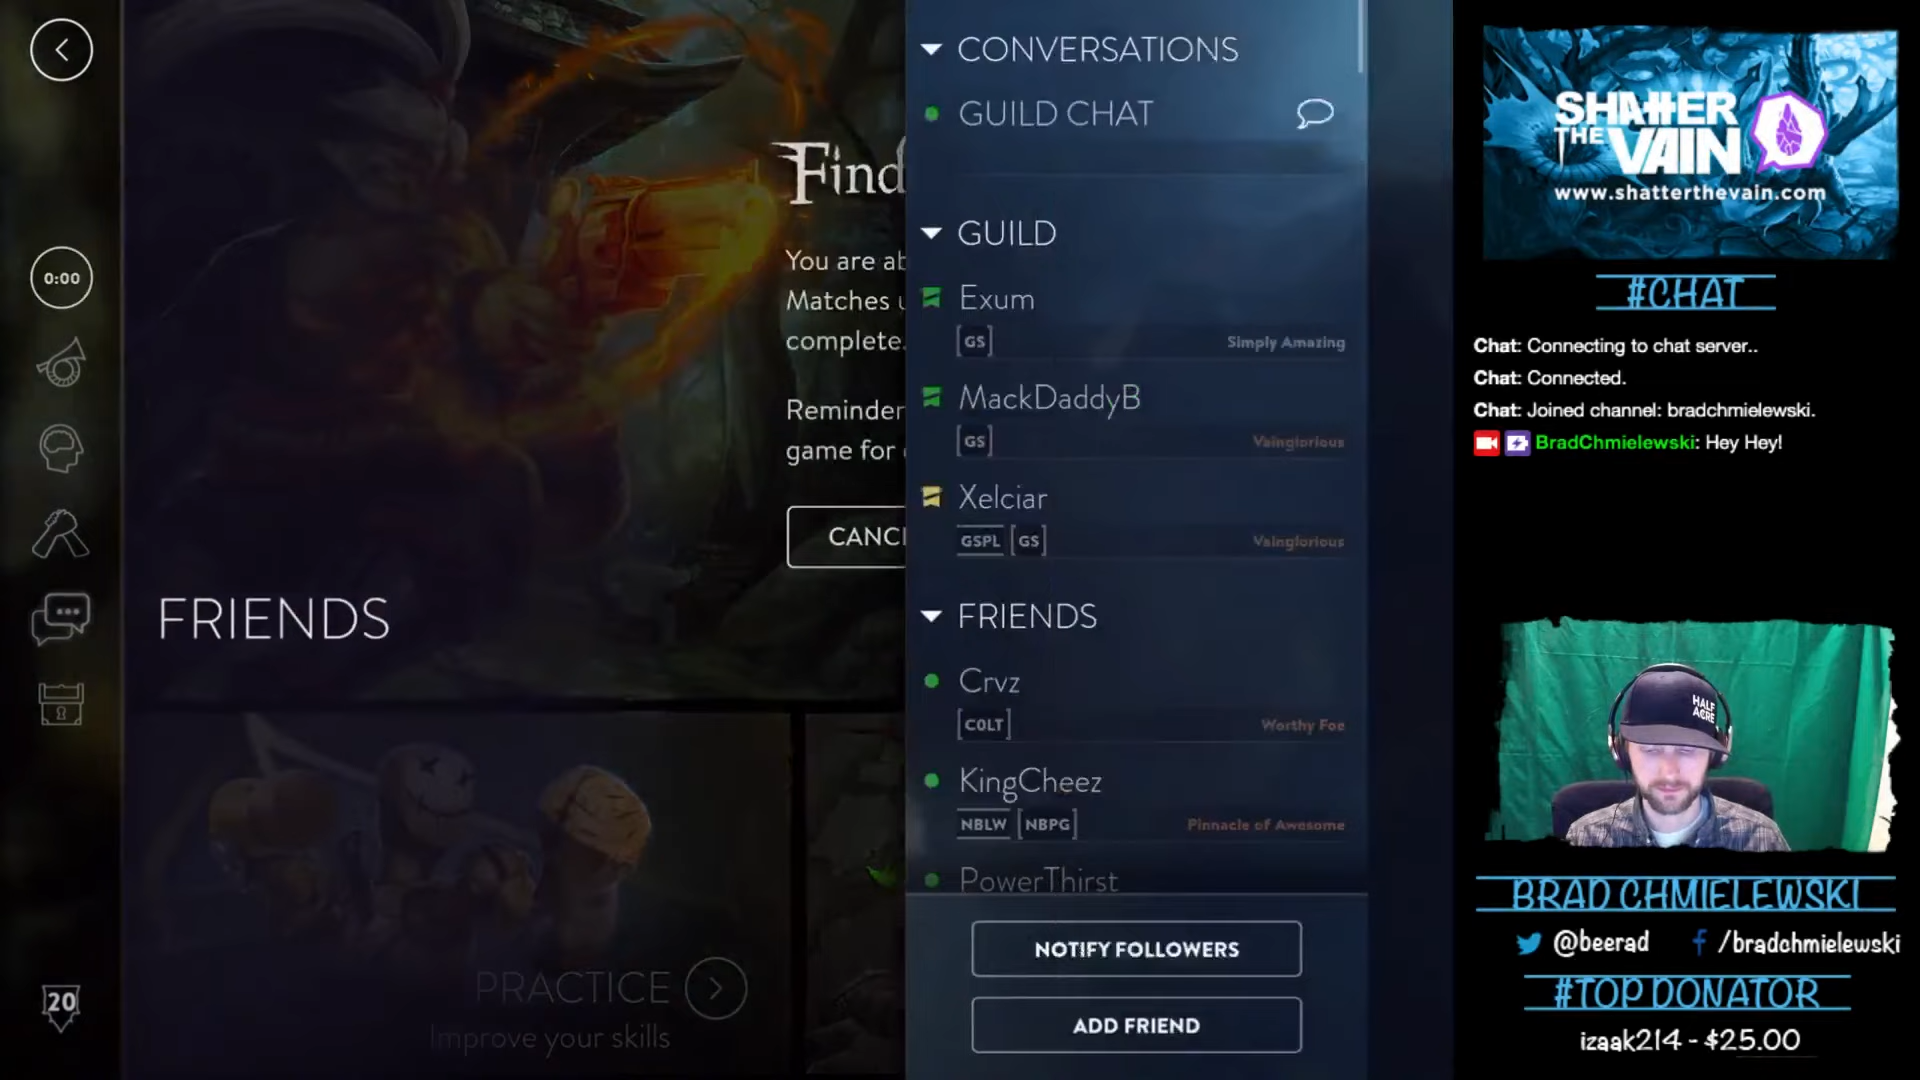 0:00
20
Find
You are ab
Matches u
complete.
Reminder
game for
CANC
FRIENDS
PRACTICE
Improve your skills
CONVERSATIONS
GUILD CHAT
GUILD
Exum
[GS] Simply Amazing
MackDaddyB
[GS] Vainglorious
Xelciar
GSPL [GS] Vainglorious
FRIENDS
Crvz
[C0LT] Worthy Foe
KingCheez
NBLW [NBPG] Pinnacle of Awesome
PowerThirst
NOTIFY FOLLOWERS
ADD FRIEND
SHATTER
THE VAIN
www.shatterthevain.com
#CHAT
Chat: Connecting to chat server..
Chat: Connected.
Chat: Joined channel: bradchmielewski.
BradChmielewski: Hey Hey!
HALF
ACRE
BRAD CHMIELEWSKI
@beerad /bradchmielewski
#TOP DONATOR
izaak214 - $25.00